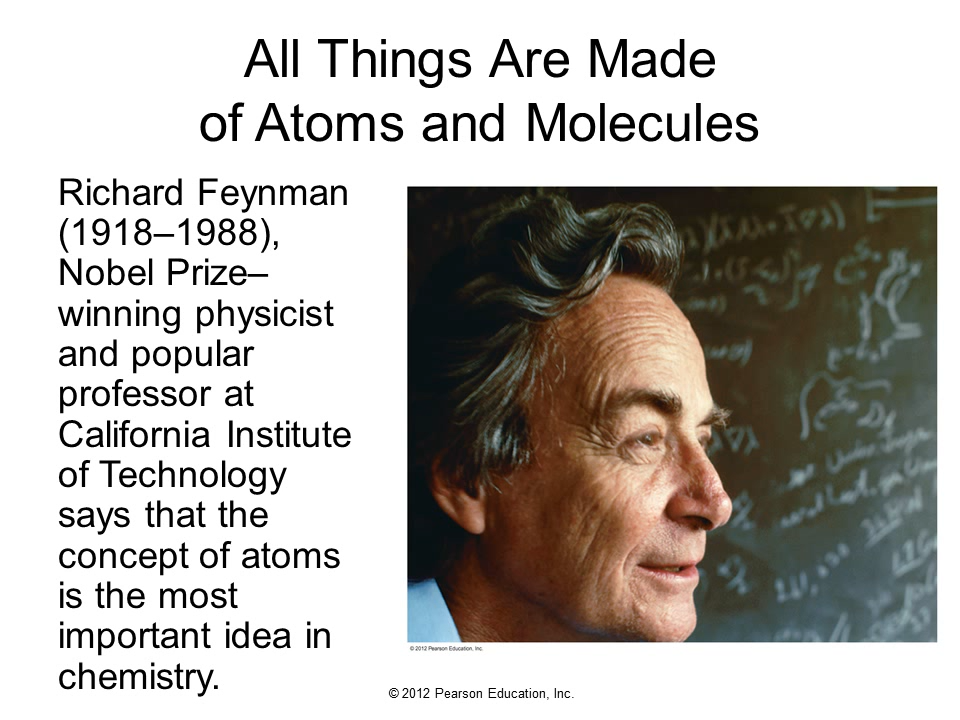 All Things Are Made
of Atoms and Molecules
Richard Feynman
(1918–1988),
Nobel Prize–
winning physicist
and popular
professor at
California Institute
of Technology
says that the
concept of atoms
is the most
important idea in
chemistry.
© 2012 Pearson Education, Inc.
© 2012 Pearson Education, Inc.